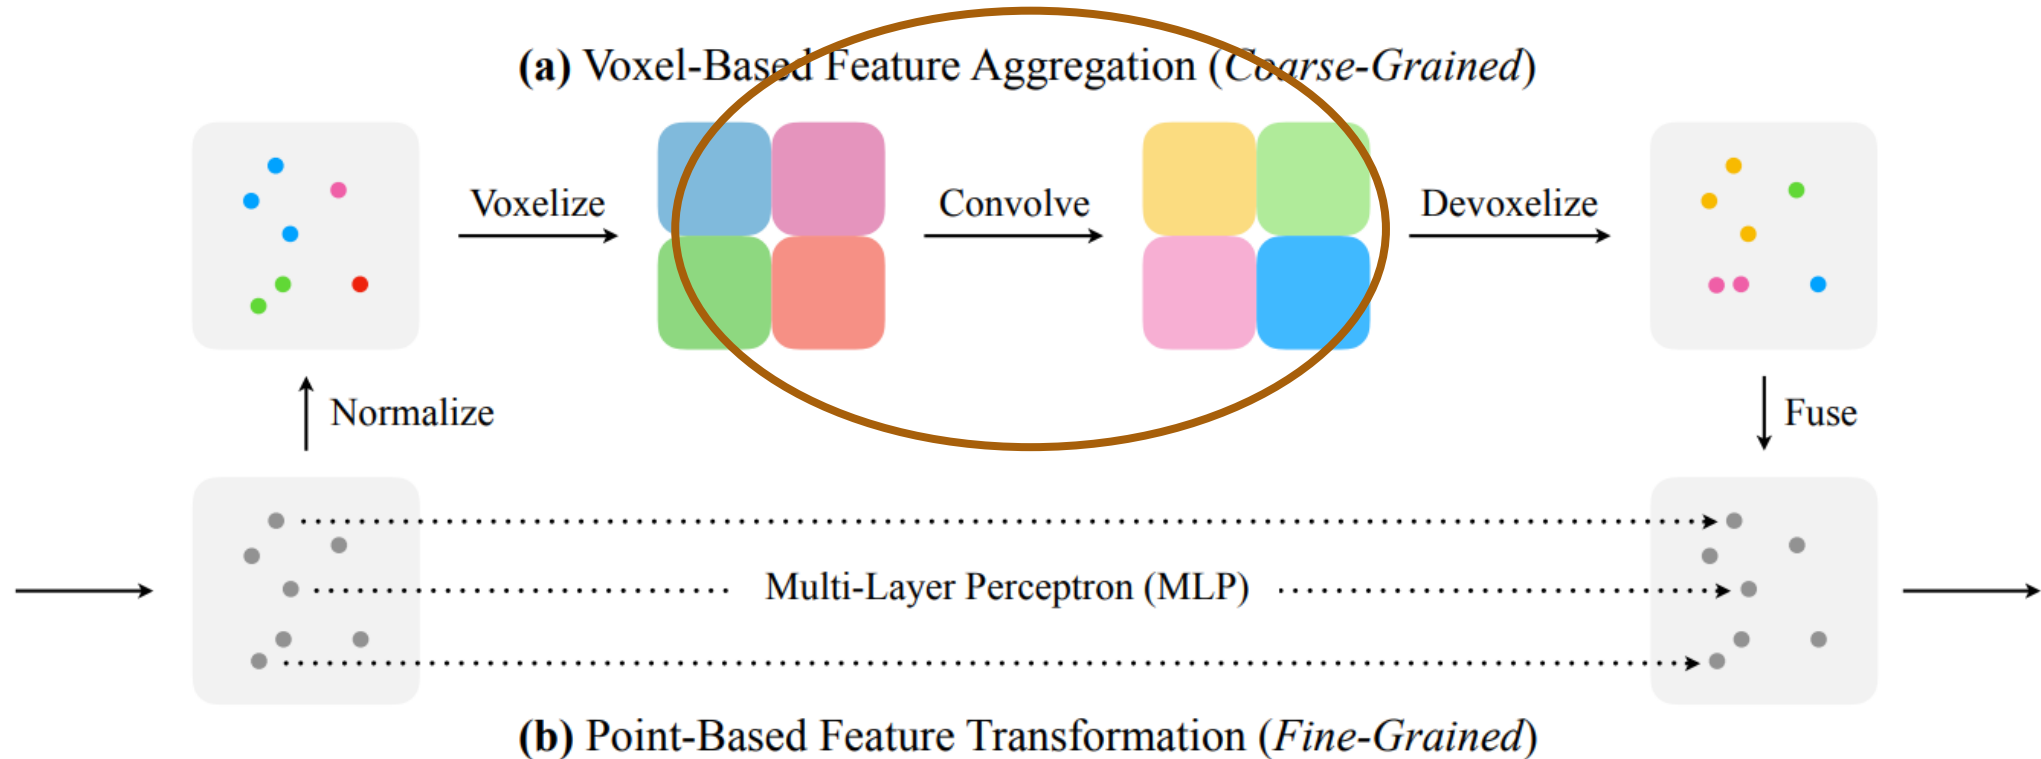 (a) Voxel-Based Feature Aggregation (Coarse-Grained)
Voxelize
Convolve
Devoxelize
Normalize
Fuse
Multi-Layer Perceptron (MLP)
(b) Point-Based Feature Transformation (Fine-Grained)